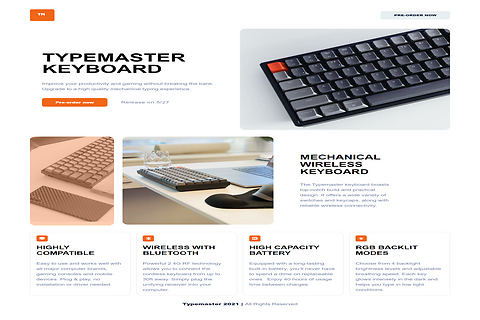 TM
PRE-ORDER NOW
TYPEMASTER
KEYBOARD
Improve your productivity and gaming without breaking the bank.
Upgrade to a high quality mechanical typing experience.
Pre-order now
Release on 5/27
MECHANICAL
WIRELESS
KEYBOARD
The Typemaster keyboard boasts
top-notch build and practical
design. It offers a wide variety of
switches and keycaps, along with
reliable wireless connectivity.
HIGHLY
COMPATIBLE
Easy to use and works well with
all major computer brands,
gaming consoles and mobile
devices. Plug & play, no
installation or driver needed.
WIRELESS WITH
BLUETOOTH
Powerful 2.4G RF technology
allows you to connect the
cordless keyboard from up to
30ft away. Simply plug the
unifying receiver into your
computer.
HIGH CAPACITY
BATTERY
Equipped with a long-lasting
built-in battery, you'll never have
to spend a dime on replaceable
ones. Enjoy 40 hours of usage
time between charges.
RGB BACKLIT
MODES
Choose from 4 backlight
brightness levels and adjustable
breathing speed. Each key
glows intensely in the dark and
helps you type in low light
conditions.
Typemaster 2021 | All Rights Reserved